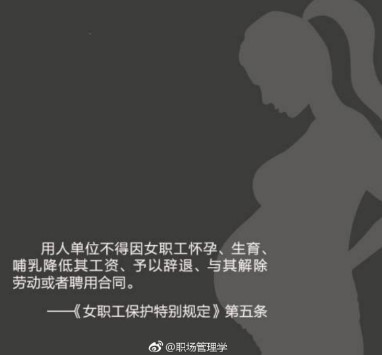 用人单位不得因女职工怀孕、生育、
哺乳降低其工资、予以辞退、与其解除
劳动或者聘用合同。
——《女职工保护特别规定》第五条
@职场管理学